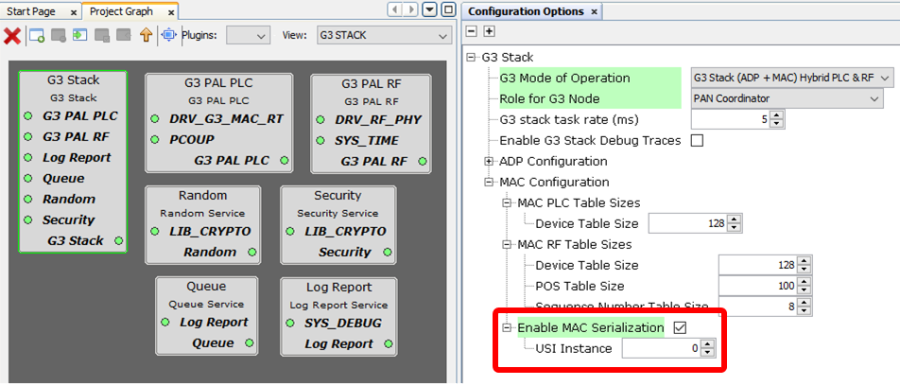 Start Page x
Project Graph x
Plugins:
View: G3 STACK
G3 Stack
G3 Stack
G3 PAL PLC
G3 PAL RF
Log Report
Queue
Random
Security
G3 Stack
G3 PAL PLC
G3 PAL PLC
DRV_G3_MAC_RT
PCOUP
G3 PAL PLC
G3 PAL RF
G3 PAL RF
DRV_RF_PHY
SYS_TIME
G3 PAL RF
Random
Random Service
LIB_CRYPTO
Random
Security
Security Service
LIB_CRYPTO
Security
Queue
Queue Service
Log Report
Queue
Log Report
Log Report Service
SYS_DEBUG
Log Report
Configuration Options x
G3 Stack
G3 Mode of Operation G3 Stack (ADP + MAC) Hybrid PLC & RF
Role for G3 Node PAN Coordinator
G3 stack task rate (ms) 5
Enable G3 Stack Debug Traces
ADP Configuration
MAC Configuration
MAC PLC Table Sizes
Device Table Size 128
MAC RF Table Sizes
Device Table Size 128
POS Table Size 100
Sequence Number Table Size 8
Enable MAC Serialization
USI Instance 0